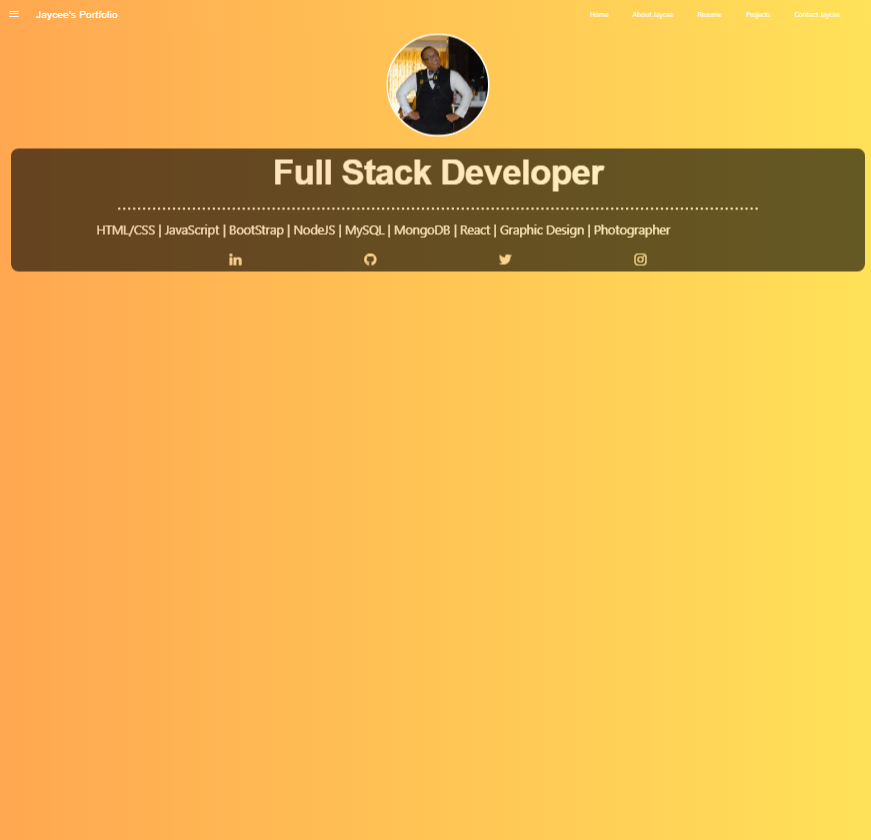 Jaycee's Portfolio
Home About Jaycee Resume Projects Contact Jaycee
Full Stack Developer
HTML/CSS | JavaScript | BootStrap | NodeJS | MySQL | MongoDB | React | Graphic Design | Photographer
in